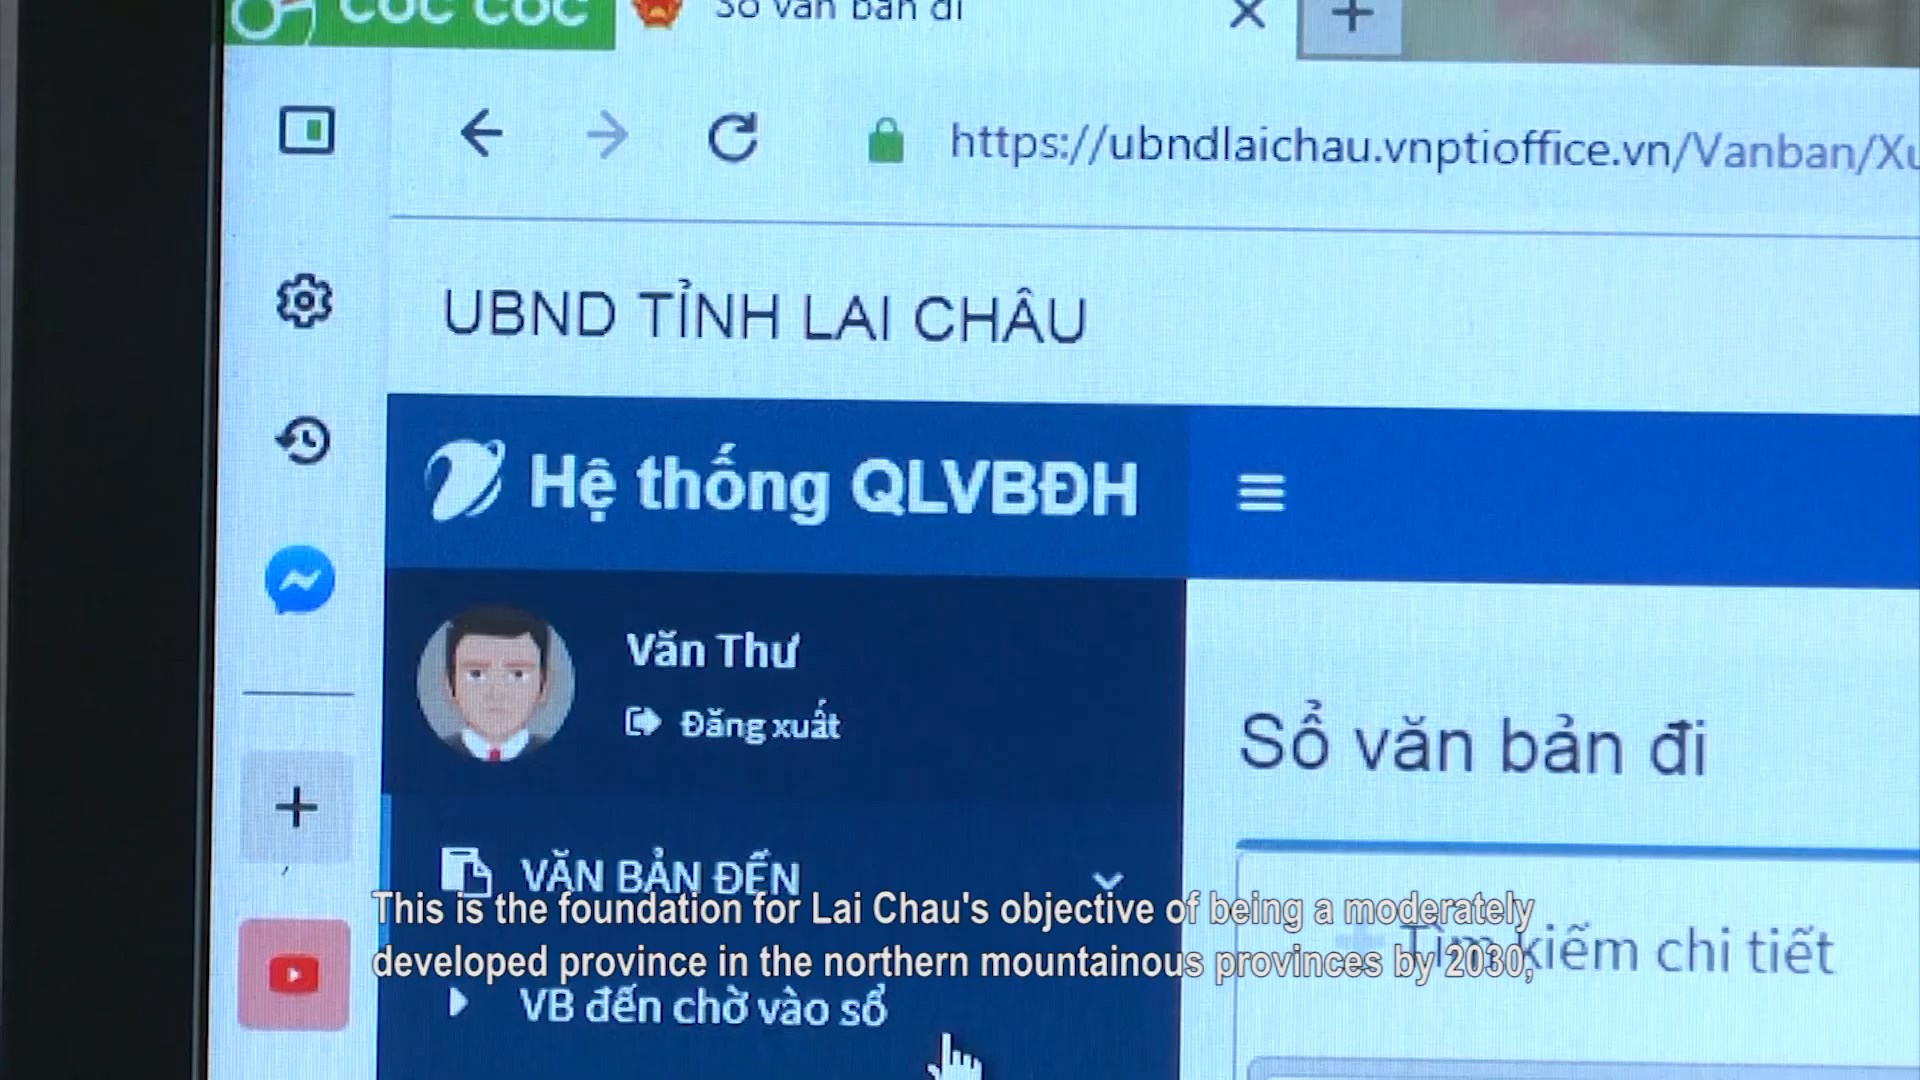 CỐC CỐC
Sổ văn bản đi
https://ubndlaichau.vnptioffice.vn/Vanban/Xu
UBND TỈNH LAI CHÂU
Hệ thống QLVBĐH
Văn Thư
Đăng xuất
Sổ văn bản đi
VĂN BẢN ĐẾN
Tìm kiếm chi tiết
VB đến chờ vào sổ
This is the foundation for Lai Chau's objective of being a moderately
developed province in the northern mountainous provinces by 2030,